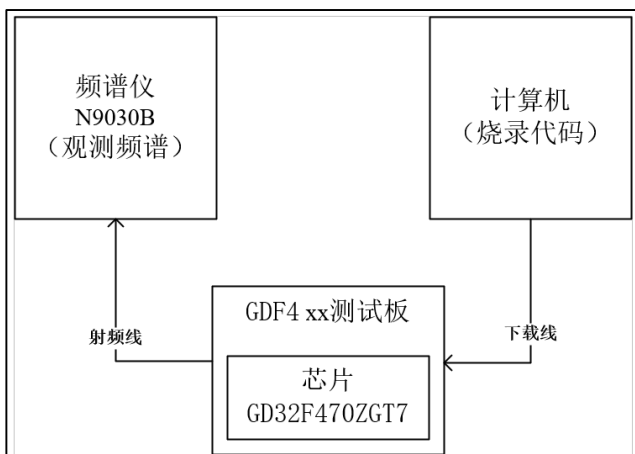 频谱仪
N9030B
（观测频谱）
计算机
（烧录代码）
射频线
GDF4 xx测试板
下载线
芯片
GD32F470ZGT7